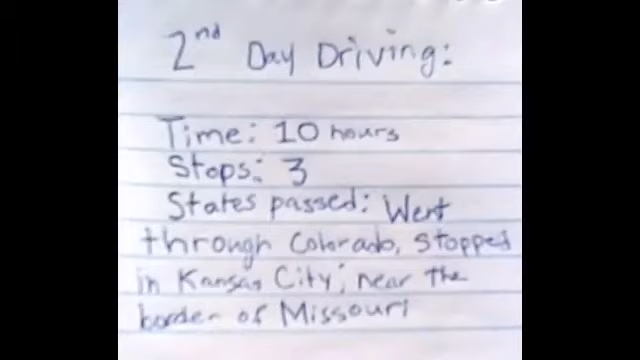 2nd Day Driving:
Time: 10 hours
Stops: 3
States passed: Went
through Colorado, stopped
in Kansas City; near the
border of Missouri